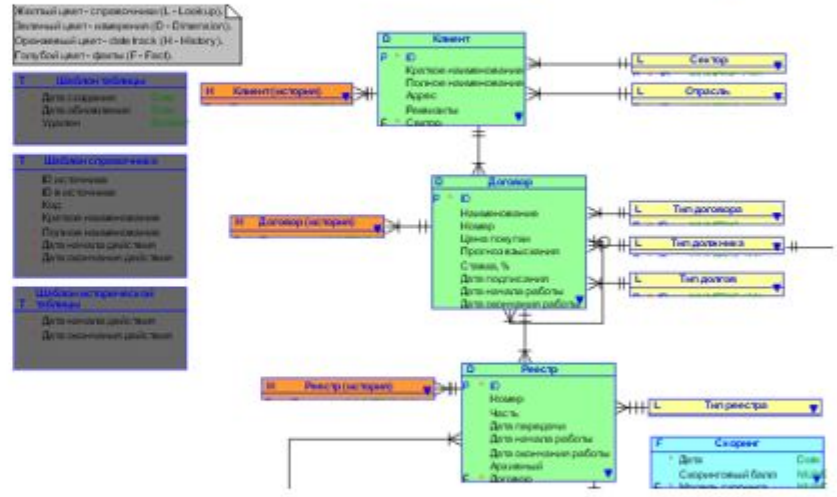 Желтый цвет - справочники (L - Lookup).
Зеленый цвет - измерения (D - Dimension).
Оранжевый цвет - date track (H - History).
Голубой цвет - факты (F - Fact).
T Шаблон таблицы
Дата создания
Дата обновления
Удален
T Шаблон справочника
ID источника
ID в источнике
Код
Краткое наименование
Полное наименование
Дата начала действия
Дата окончания действия
T Шаблон исторической таблицы
Дата начала действия
Дата окончания действия
D Клиент
P * ID
Краткое наименование
Полное наименование
Адрес
Реквизиты
F Сектор
H Клиент (история)
L Сектор
L Отрасль
D Договор
P * ID
Наименование
Номер
Цена покупки
Прогноз взыскания
Ставка, %
Дата подписания
Дата начала работы
Дата окончания работы
H Договор (история)
L Тип договора
L Тип должника
L Тип долгов
D Реестр
P * ID
Номер
Часть
Дата передачи
Дата начала работы
Дата окончания работы
Архивный
F * Договор
H Реестр (история)
L Тип реестра
F Скоринг
* Дата
Скоринговый балл
F * Модель скоринга